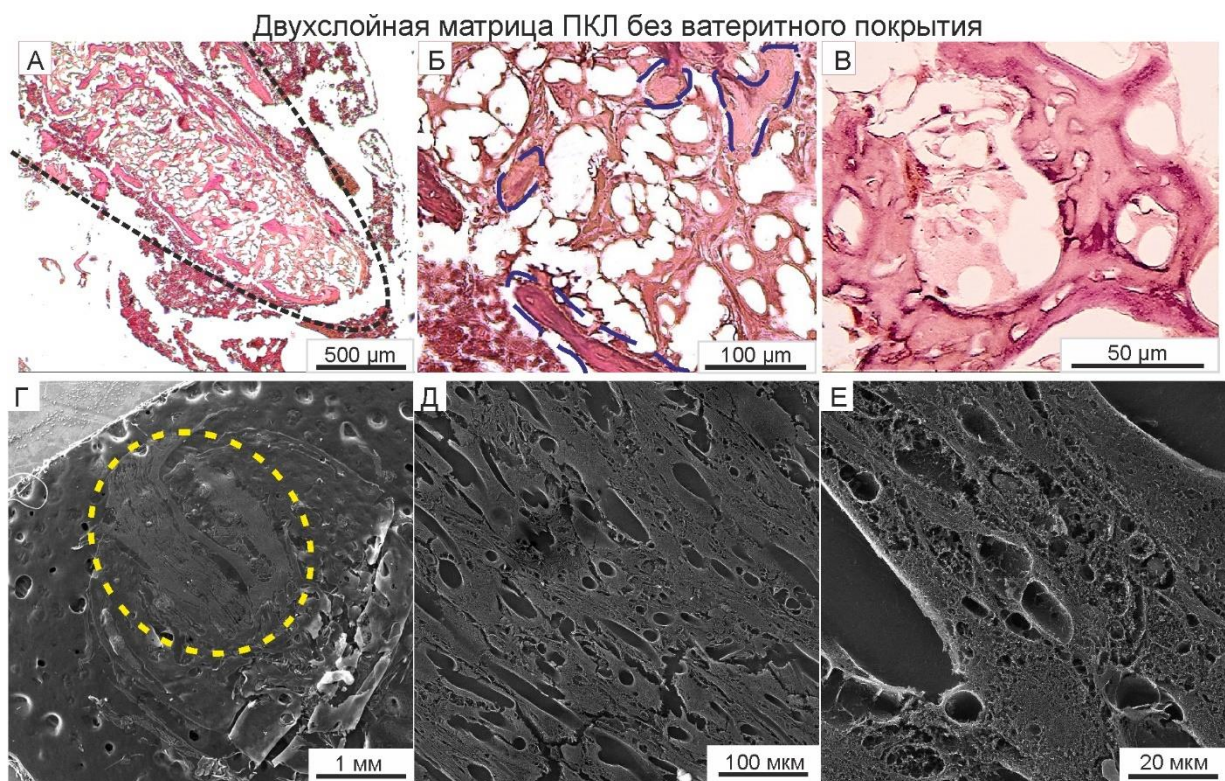 Двухслойная матрица ПКЛ без ватеритного покрытия
А
Б
В
500 µm
100 µm
50 µm
Г
Д
Е
1 мм
100 мкм
20 мкм